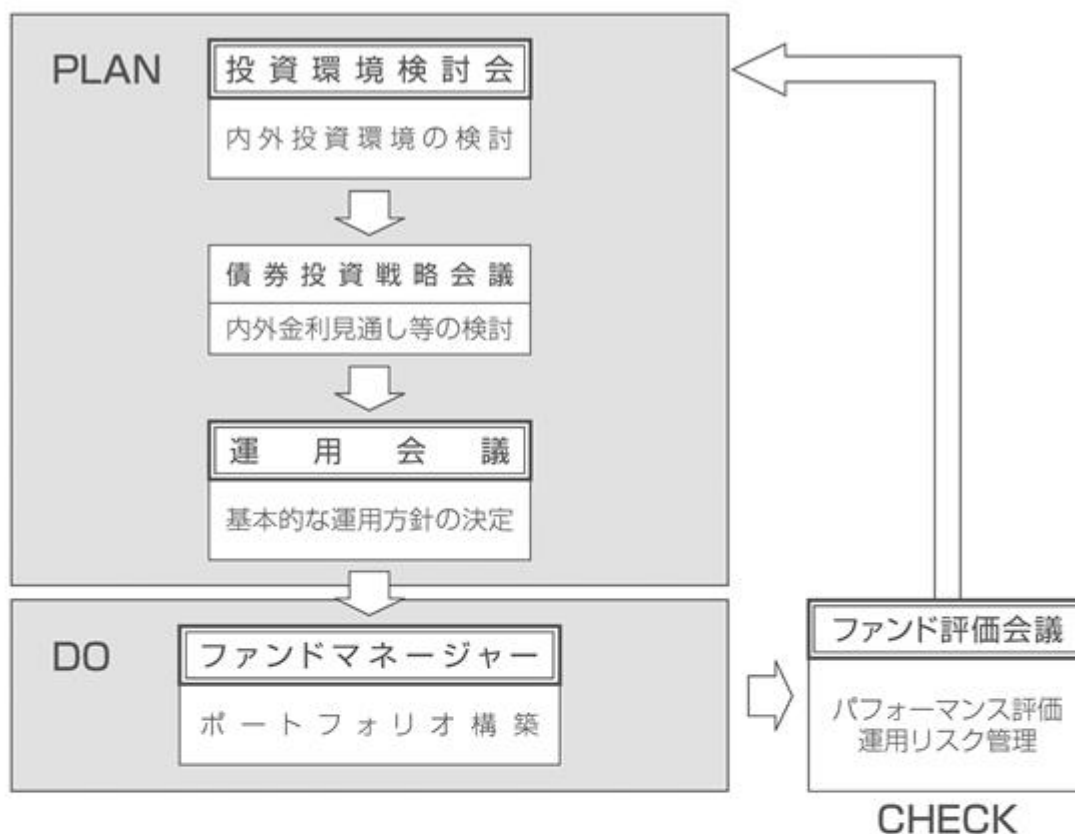 PLAN
投資環境検討会
内外投資環境の検討
債券投資戦略会議
内外金利見通し等の検討
運用会議
基本的な運用方針の決定
DO
ファンドマネージャー
ポートフォリオ構築
ファンド評価会議
パフォーマンス評価
運用リスク管理
CHECK